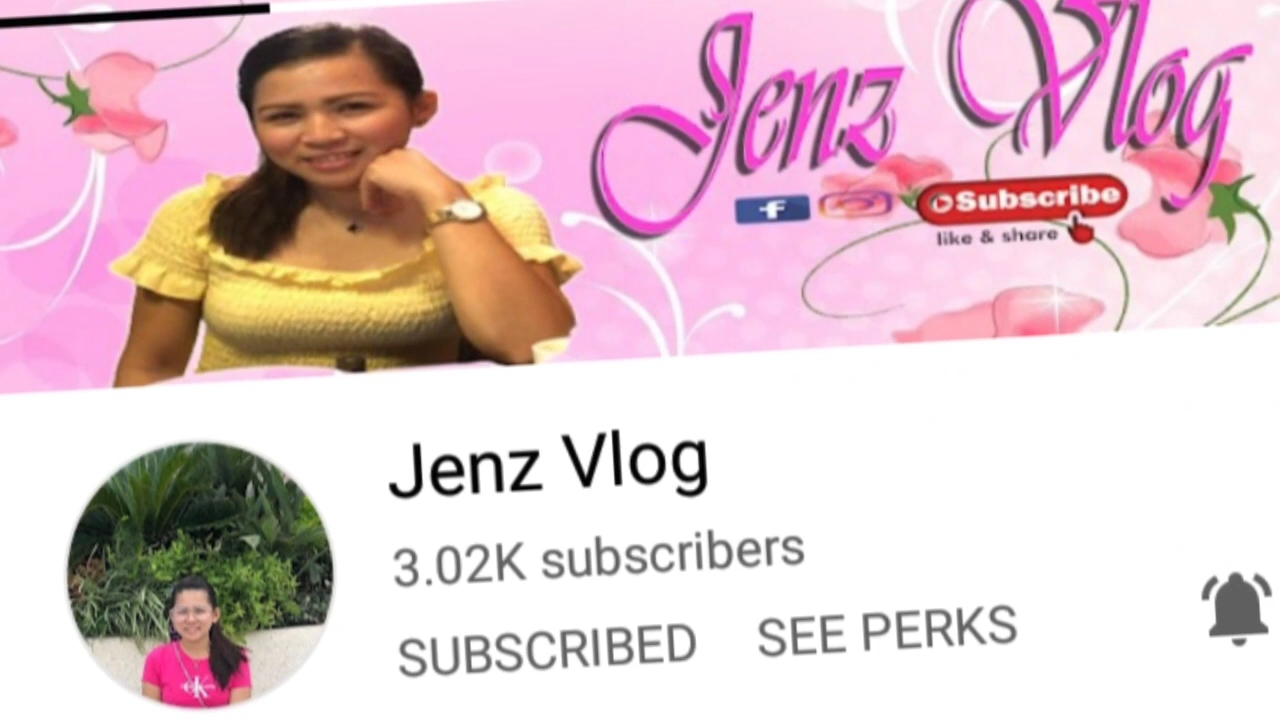 Jenz Vlog
Subscribe
like & share
Jenz Vlog
3.02K subscribers
SUBSCRIBED SEE PERKS